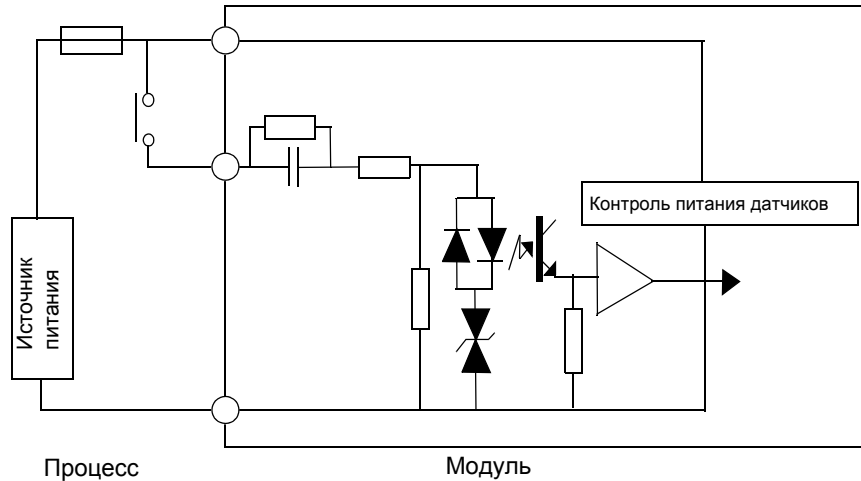 Контроль питания датчиков
Источник
питания
Процесс
Модуль